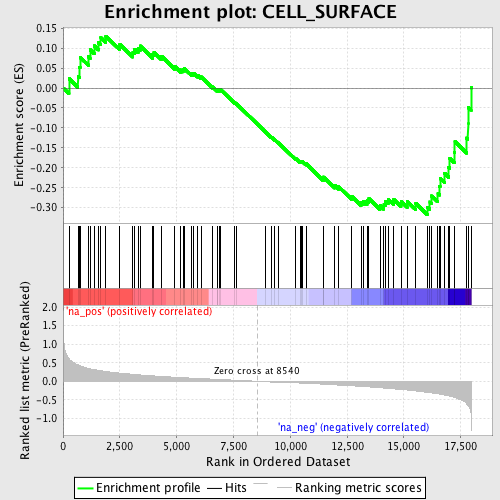 Enrichment plot: CELL_SURFACE
Enrichment score (ES)
0.15
0.10
0.05
0.00
-0.05
-0.10
-0.15
-0.20
-0.25
-0.30
'na_pos' (positively correlated)
Ranked list metric (PreRanked)
2.0
1.5
1.0
0.5
0.0
-0.5
-1.0
Zero cross at 8540
'na_neg' (negatively correlated)
0
2,500
5,000
7,500
10,000
12,500
15,000
17,500
Rank in Ordered Dataset
Enrichment profile
Hits
Ranking metric scores